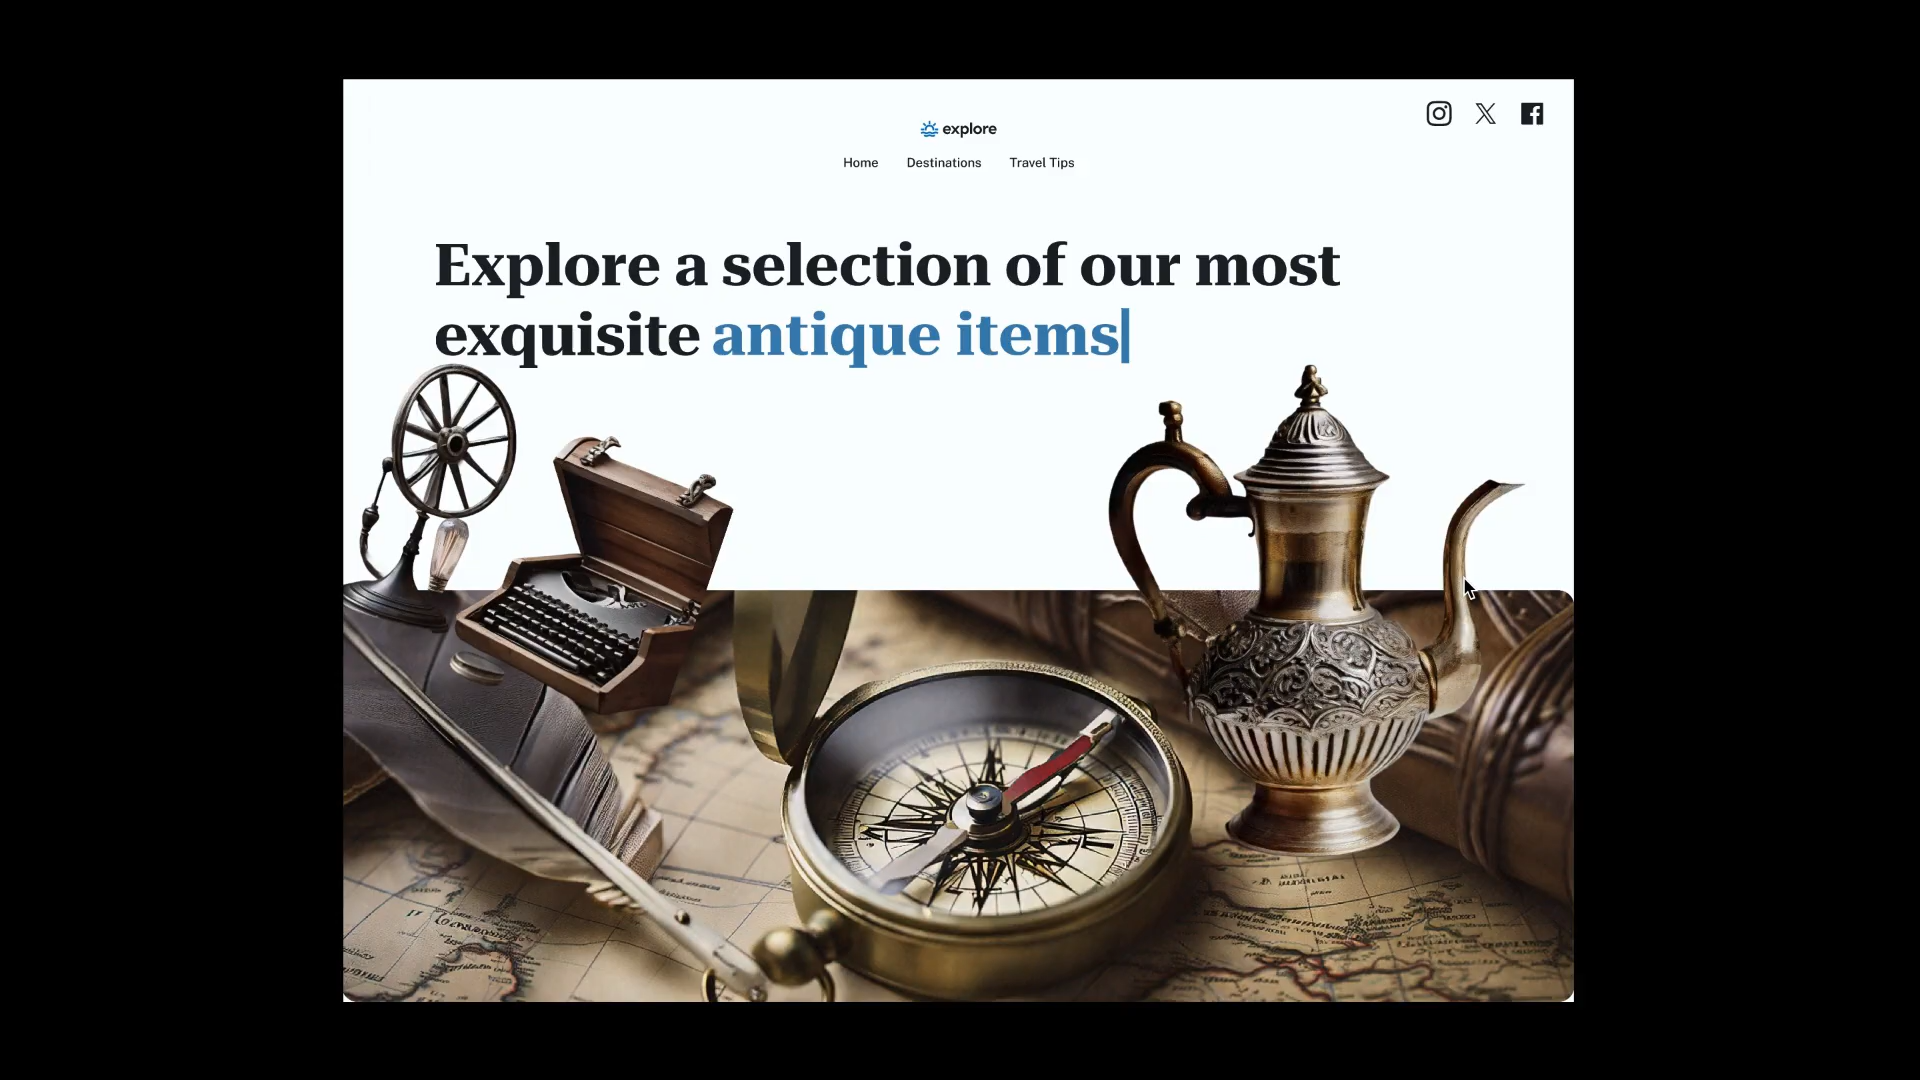 explore
Home Destinations Travel Tips
Explore a selection of our most
exquisite antique items